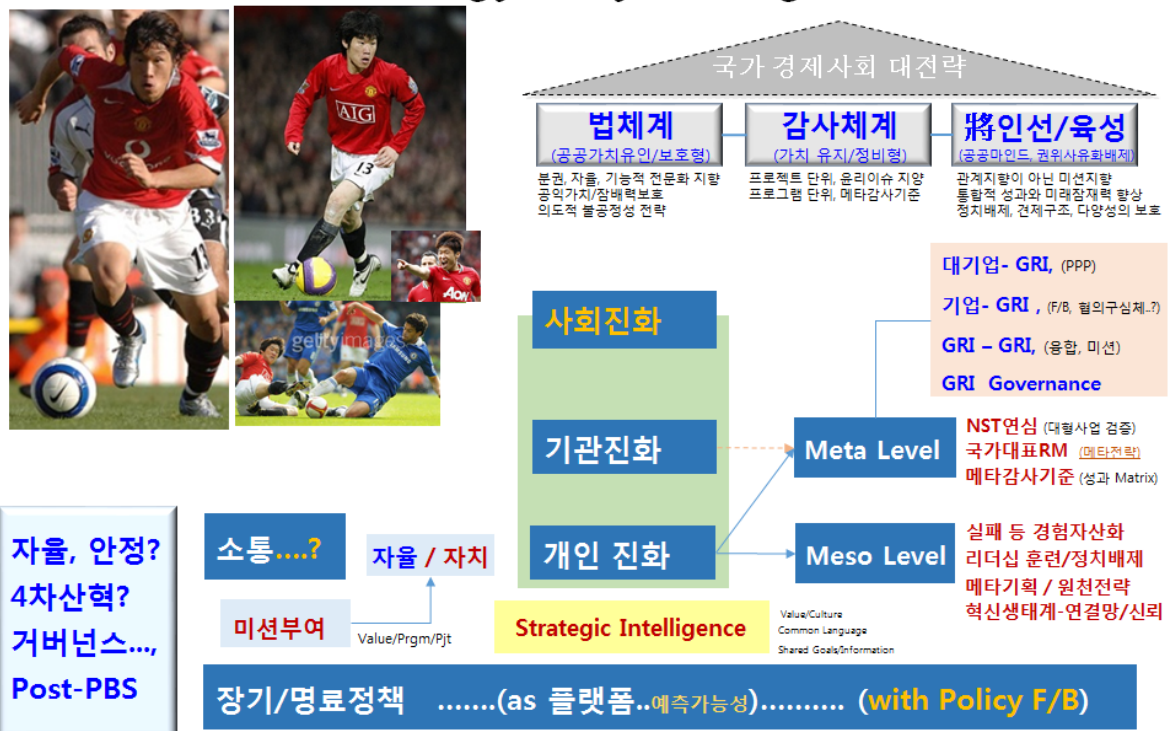 국가 경제사회 대전략
법체계
(공공가치유인/보호형)
분권, 자율, 기능적 전문화 지향
공익가치/잠배력보호
의도적 불공정성 전략
감사체계
(가치 유지/정비형)
프로젝트 단위, 윤리이슈 지양
프로그램 단위, 메타감사기준
將인선/육성
(공공마인드, 권위사유화배제)
관계지향이 아닌 미션지향
통합적 성과와 미래잠재력 향상
정치배제, 견제구조, 다양성의 보호
AIG
13
13
AON
gettyimages
SAMSUNG
대기업- GRI, (PPP)
기업- GRI , (F/B, 협의구심체..?)
GRI – GRI, (융합, 미션)
GRI Governance
사회진화
기관진화
개인 진화
Meta Level
NST연심 (대형사업 검증)
국가대표RM (메타전략)
메타감사기준 (성과 Matrix)
Meso Level
실패 등 경험자산화
리더십 훈련/정치배제
메타기획 / 원천전략
혁신생태계-연결망/신뢰
자율, 안정?
4차산혁?
거버넌스...,
Post-PBS
소통....?
자율 / 자치
미션부여
Value/Prgm/Pjt
Strategic Intelligence
Value/Culture
Common Language
Shared Goals/Information
장기/명료정책 .......(as 플랫폼..예측가능성).......... (with Policy F/B)